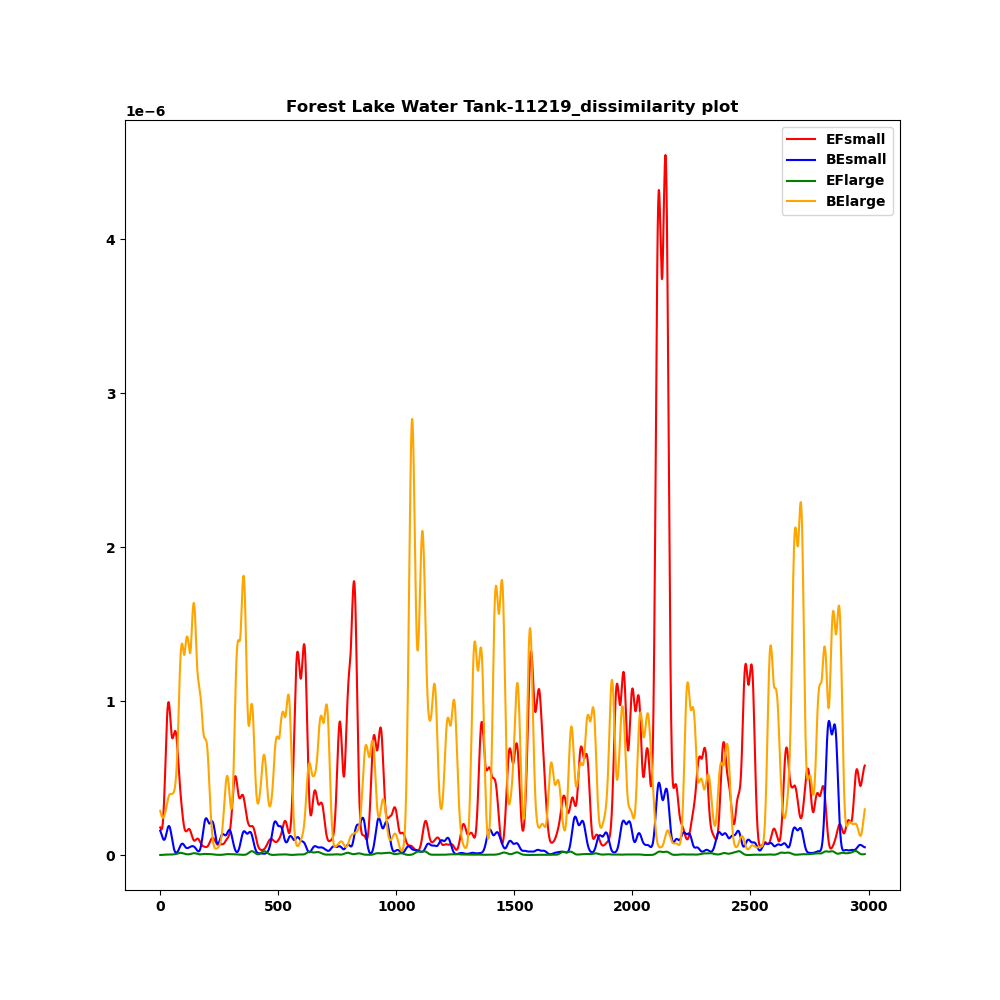 Forest Lake Water Tank-11219_dissimilarity plot
1e−6
EFsmall
BEsmall
EFlarge
BElarge
4
3
2
1
0
0 500 1000 1500 2000 2500 3000